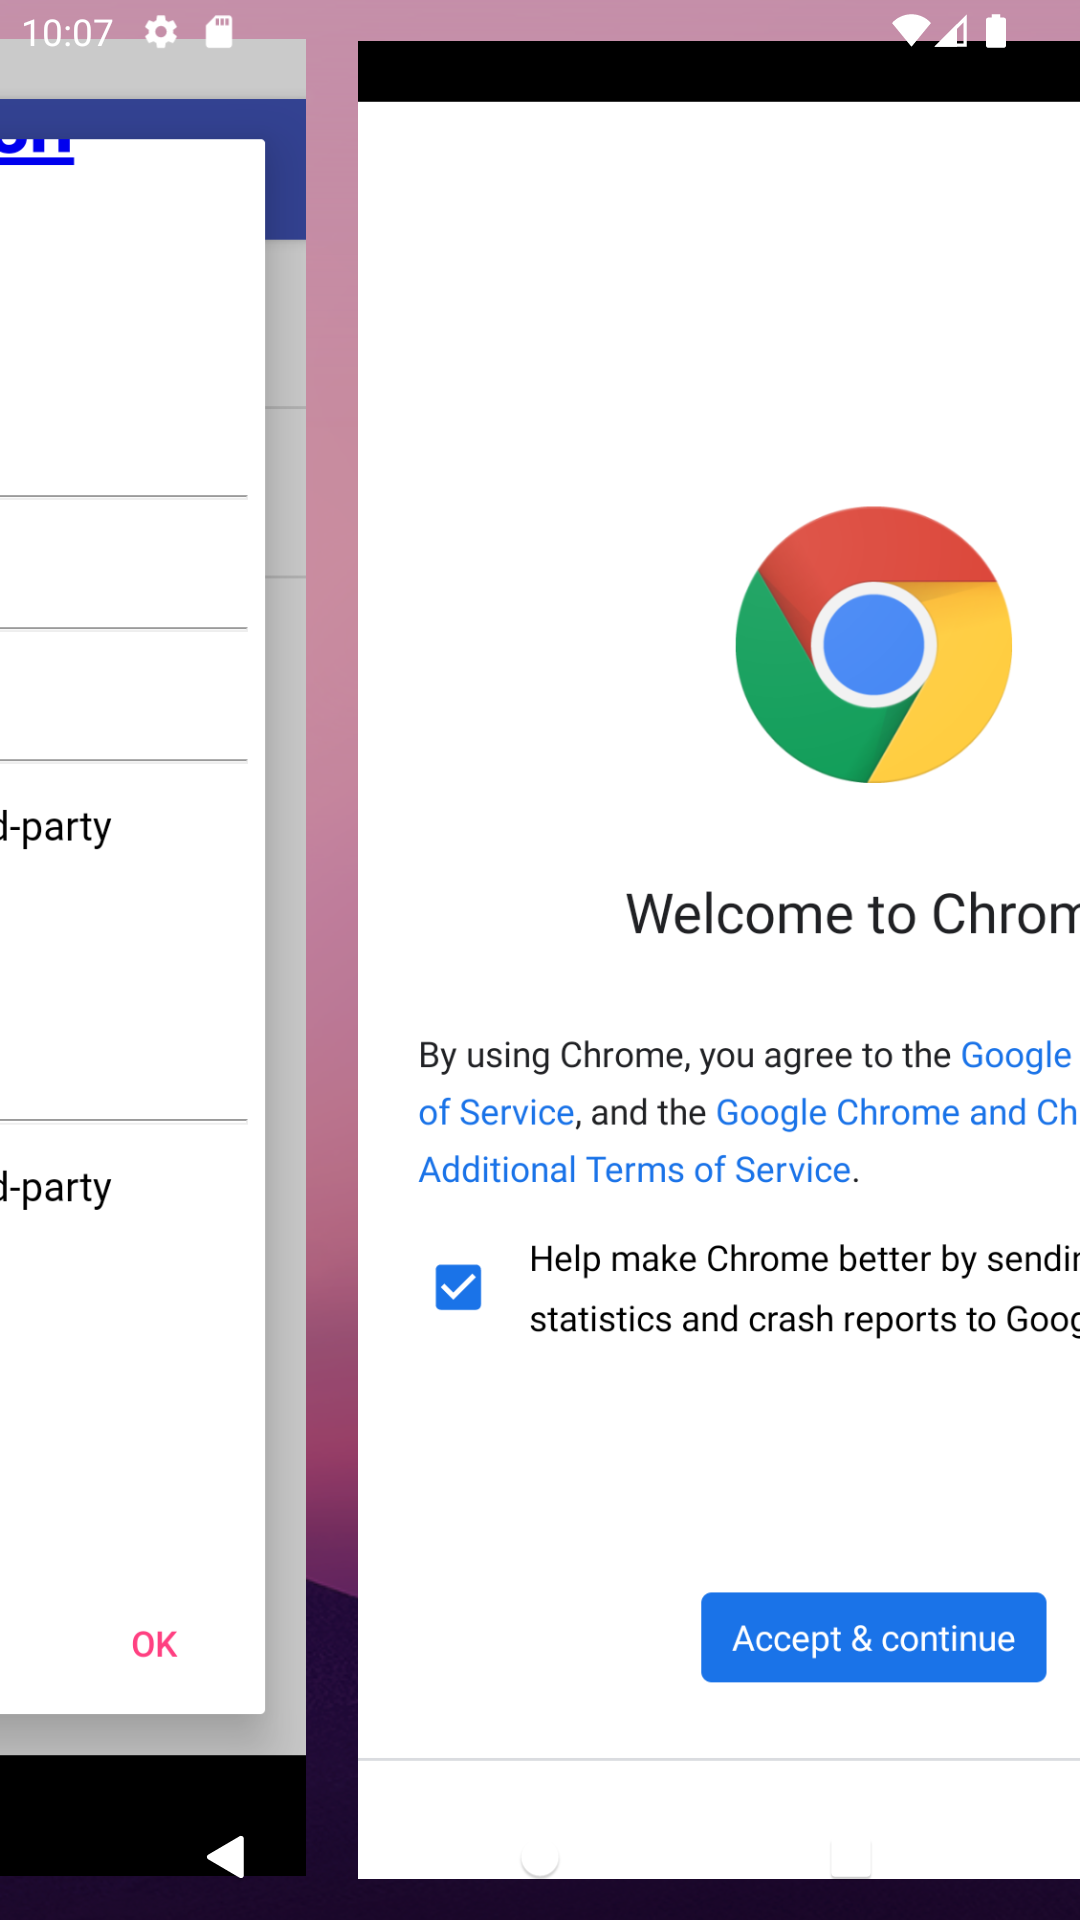 10:07
d-party
d-party
OK
Welcome to Chrom
By using Chrome, you agree to the Google
of Service, and the Google Chrome and Ch
Additional Terms of Service.
Help make Chrome better by sendin
statistics and crash reports to Goog
Accept & continue